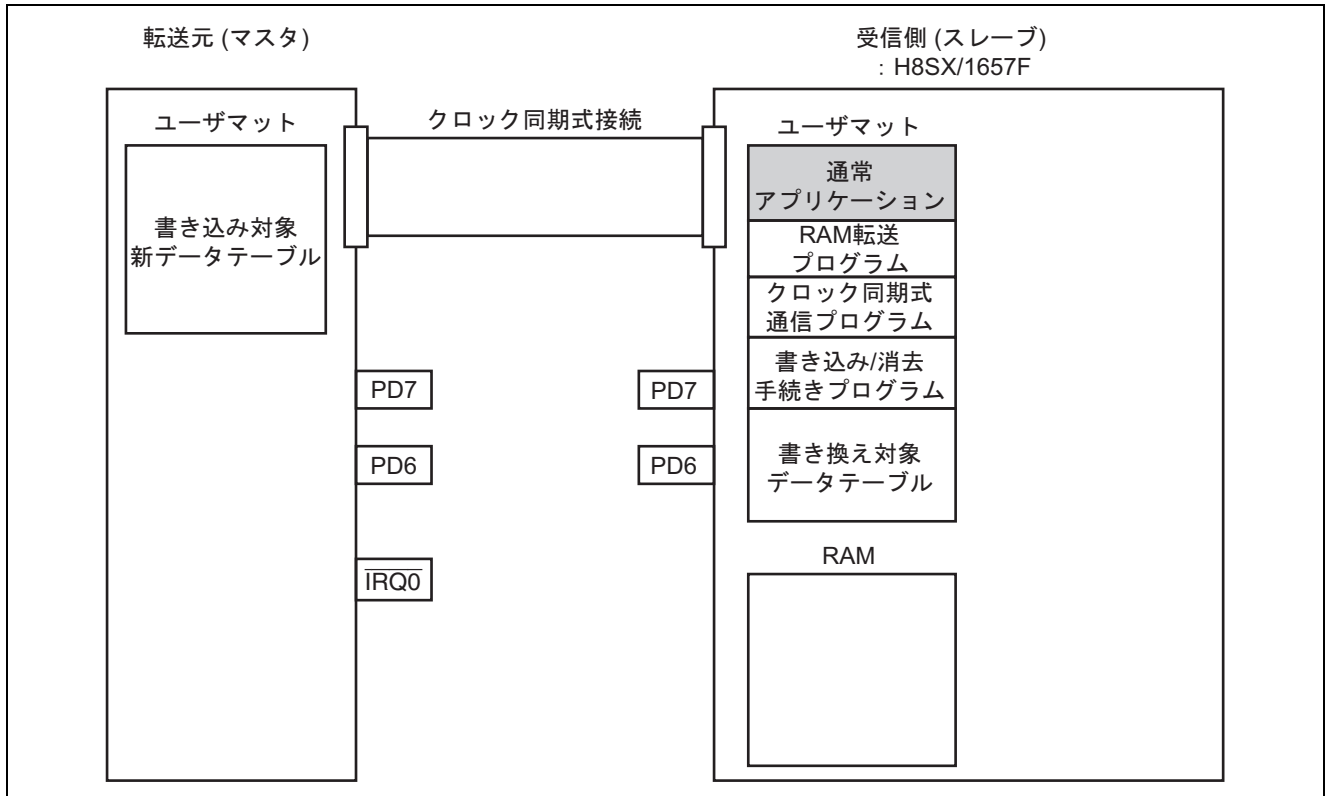 転送元 (マスタ)
受信側 (スレーブ)
: H8SX/1657F
ユーザマット
書き込み対象
新データテーブル
クロック同期式接続
PD7
PD6
IRQ0
PD7
PD6
ユーザマット
通常
アプリケーション
RAM転送
プログラム
クロック同期式
通信プログラム
書き込み/消去
手続きプログラム
書き換え対象
データテーブル
RAM